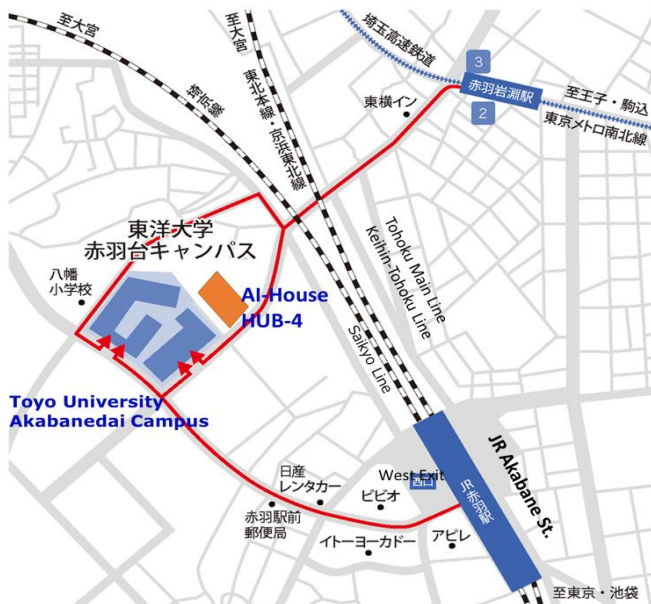 至大宮
至大宮
埼玉高速鉄道
3
赤羽岩淵駅
至王子・駒込
2
東京メトロ南北線
東横イン
埼京線
東北本線・京浜東北線
東洋大学
赤羽台キャンパス
八幡
小学校
AI-House
HUB-4
Tohoku Main Line
Keihin-Tohoku Line
Saikyo Line
Toyo University
Akabanedai Campus
JR Akabane St.
West Exit
西口
JR赤羽駅
日産
レンタカー
ビビオ
赤羽駅前
郵便局
イトーヨーカドー
アピレ
至東京・池袋